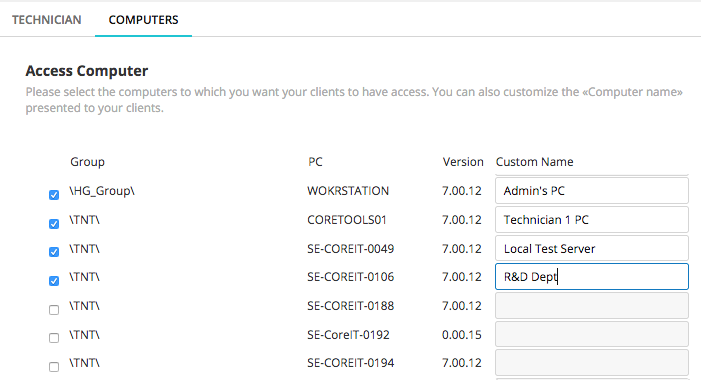 TECHNICIAN COMPUTERS
Access Computer
Please select the computers to which you want your clients to have access. You can also customize the «Computer name»
presented to your clients.
Group PC Version Custom Name
\HG_Group\ WOKRSTATION 7.00.12 Admin's PC
\TNT\ CORETOOLS01 7.00.12 Technician 1 PC
\TNT\ SE-COREIT-0049 7.00.12 Local Test Server
\TNT\ SE-COREIT-0106 7.00.12 R&D Dept
\TNT\ SE-COREIT-0188 7.00.12
\TNT\ SE-CoreIT-0192 0.00.15
\TNT\ SE-COREIT-0194 7.00.12